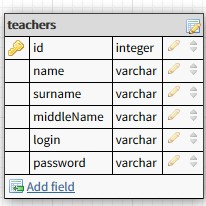 teachers
id integer
name varchar
surname varchar
middleName varchar
login varchar
password varchar
Add field